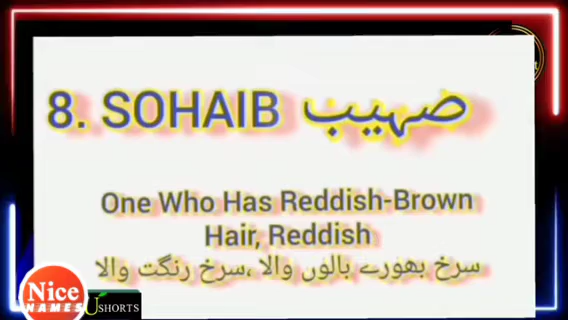 8. SOHAIB صہیب
One Who Has Reddish-Brown
Hair, Reddish
سرخ بھورے بالوں والا ،سرخ رنگت والا
Nice
NAMES
USHORTS